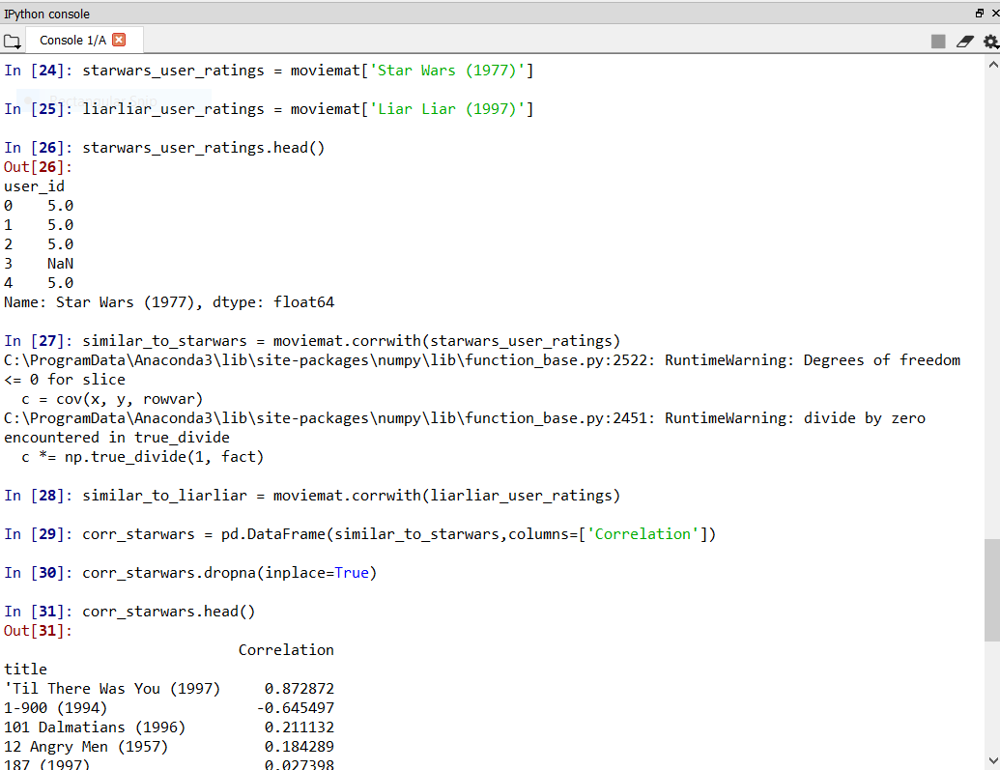 IPython console
Console 1/A
In [24]: starwars_user_ratings = moviemat['Star Wars (1977)']
Rectangular Snip
In [25]: liarliar_user_ratings = moviemat['Liar Liar (1997)']
In [26]: starwars_user_ratings.head()
Out[26]:
user_id
0    5.0
1    5.0
2    5.0
3    NaN
4    5.0
Name: Star Wars (1977), dtype: float64
In [27]: similar_to_starwars = moviemat.corrwith(starwars_user_ratings)
C:\ProgramData\Anaconda3\lib\site-packages\numpy\lib\function_base.py:2522: RuntimeWarning: Degrees of freedom
<= 0 for slice
  c = cov(x, y, rowvar)
C:\ProgramData\Anaconda3\lib\site-packages\numpy\lib\function_base.py:2451: RuntimeWarning: divide by zero
encountered in true_divide
  c *= np.true_divide(1, fact)
In [28]: similar_to_liarliar = moviemat.corrwith(liarliar_user_ratings)
In [29]: corr_starwars = pd.DataFrame(similar_to_starwars,columns=['Correlation'])
In [30]: corr_starwars.dropna(inplace=True)
In [31]: corr_starwars.head()
Out[31]:
                           Correlation
title
'Til There Was You (1997)     0.872872
1-900 (1994)                 -0.645497
101 Dalmatians (1996)         0.211132
12 Angry Men (1957)           0.184289
187 (1997)                    0.027398